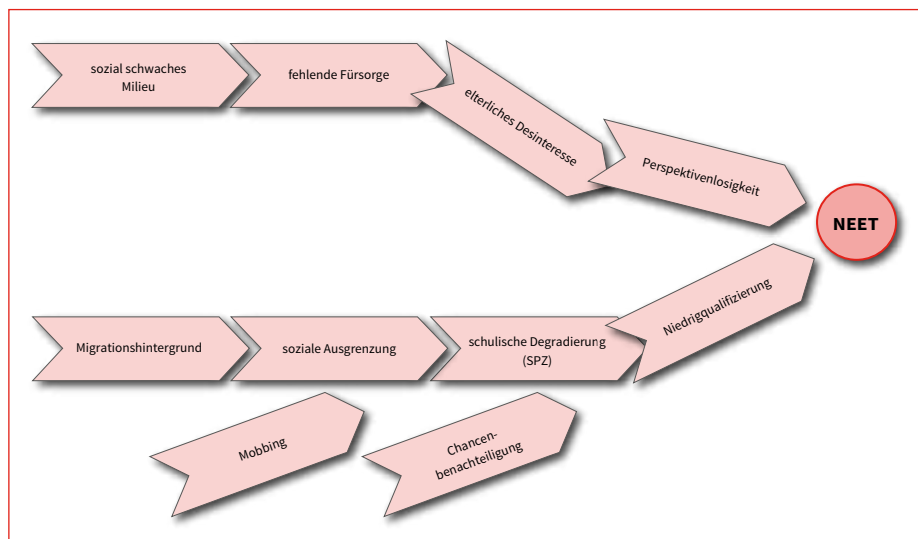 sozial schwaches
Milieu
fehlende Fürsorge
elterliches Desinteresse
Perspektivenlosigkeit
NEET
Niedrigqualifizierung
Migrationshintergrund
soziale Ausgrenzung
schulische Degradierung
(SPZ)
Mobbing
Chancen-
benachteiligung